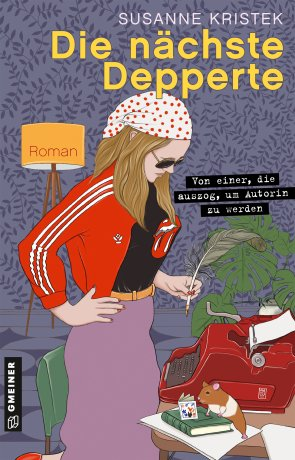 SUSANNE KRISTEK
Die nächste
Depperte
Roman
Von einer, die
auszog, um Autorin
zu werden
GMEINER